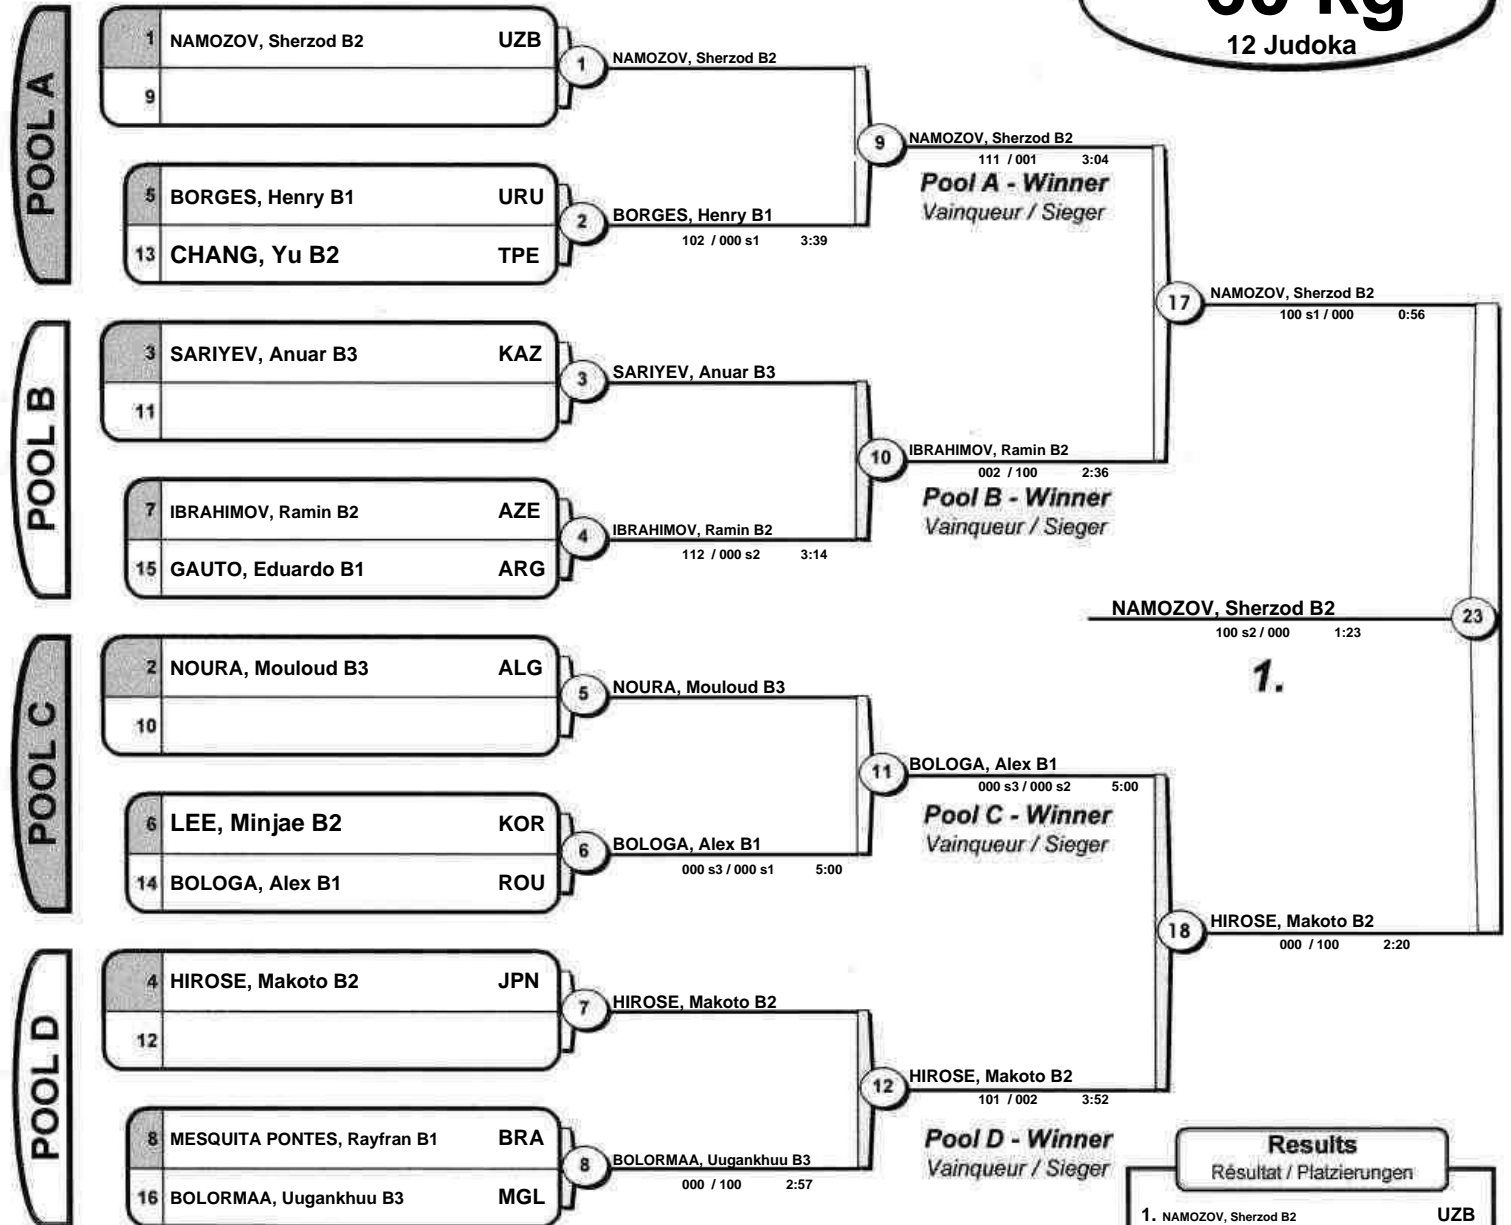 60 kg
12 Judoka
POOL A
1 NAMOZOV, Sherzod B2 UZB
9
1 NAMOZOV, Sherzod B2
5 BORGES, Henry B1 URU
13 CHANG, Yu B2 TPE
2 BORGES, Henry B1
102 / 000 s1 3:39
9 NAMOZOV, Sherzod B2
111 / 001 3:04
Pool A - Winner
Vainqueur / Sieger
POOL B
3 SARIYEV, Anuar B3 KAZ
11
3 SARIYEV, Anuar B3
7 IBRAHIMOV, Ramin B2 AZE
15 GAUTO, Eduardo B1 ARG
4 IBRAHIMOV, Ramin B2
112 / 000 s2 3:14
10 IBRAHIMOV, Ramin B2
002 / 100 2:36
Pool B - Winner
Vainqueur / Sieger
17 NAMOZOV, Sherzod B2
100 s1 / 000 0:56
NAMOZOV, Sherzod B2 23
100 s2 / 000 1:23
1.
POOL C
2 NOURA, Mouloud B3 ALG
10
5 NOURA, Mouloud B3
6 LEE, Minjae B2 KOR
14 BOLOGA, Alex B1 ROU
6 BOLOGA, Alex B1
000 s3 / 000 s1 5:00
11 BOLOGA, Alex B1
000 s3 / 000 s2 5:00
Pool C - Winner
Vainqueur / Sieger
POOL D
4 HIROSE, Makoto B2 JPN
12
7 HIROSE, Makoto B2
8 MESQUITA PONTES, Rayfran B1 BRA
16 BOLORMAA, Uugankhuu B3 MGL
8 BOLORMAA, Uugankhuu B3
000 / 100 2:57
12 HIROSE, Makoto B2
101 / 002 3:52
Pool D - Winner
Vainqueur / Sieger
18 HIROSE, Makoto B2
000 / 100 2:20
Results
Résultat / Platzierungen
1. NAMOZOV, Sherzod B2 UZB